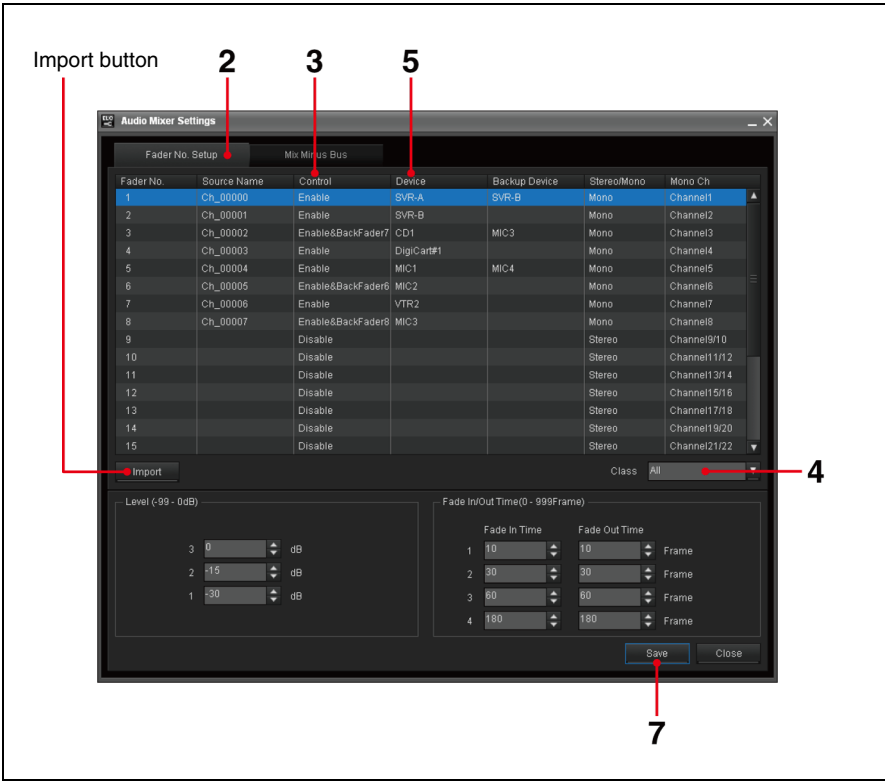 Import button 2 3 5
ELC Audio Mixer Settings
Fader No. Setup Mix Minus Bus
Fader No. Source Name Control Device Backup Device Stereo/Mono Mono Ch
1 Ch_00000 Enable SVR-A SVR-B Mono Channel1
2 Ch_00001 Enable SVR-B Mono Channel2
3 Ch_00002 Enable&BackFader7 CD1 MIC3 Mono Channel3
4 Ch_00003 Enable DigiCart#1 Mono Channel4
5 Ch_00004 Enable MIC1 MIC4 Mono Channel5
6 Ch_00005 Enable&BackFader6 MIC2 Mono Channel6
7 Ch_00006 Enable VTR2 Mono Channel7
8 Ch_00007 Enable&BackFader8 MIC3 Mono Channel8
9 Disable Stereo Channel9/10
10 Disable Stereo Channel11/12
11 Disable Stereo Channel13/14
12 Disable Stereo Channel15/16
13 Disable Stereo Channel17/18
14 Disable Stereo Channel19/20
15 Disable Stereo Channel21/22
Import Class All 4
Level (-99 - 0dB) Fade In/Out Time(0 - 999Frame)
Fade In Time Fade Out Time
3 0 dB 1 10 10 Frame
2 -15 dB 2 30 30 Frame
1 -30 dB 3 60 60 Frame
4 180 180 Frame
Save Close
7